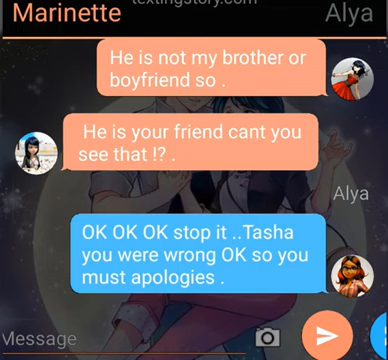 textingstory.com
Marinette Alya
He is not my brother or
boyfriend so .
He is your friend cant you
see that !? .
Alya
OK OK OK stop it ..Tasha
you were wrong OK so you
must apologies .
Message